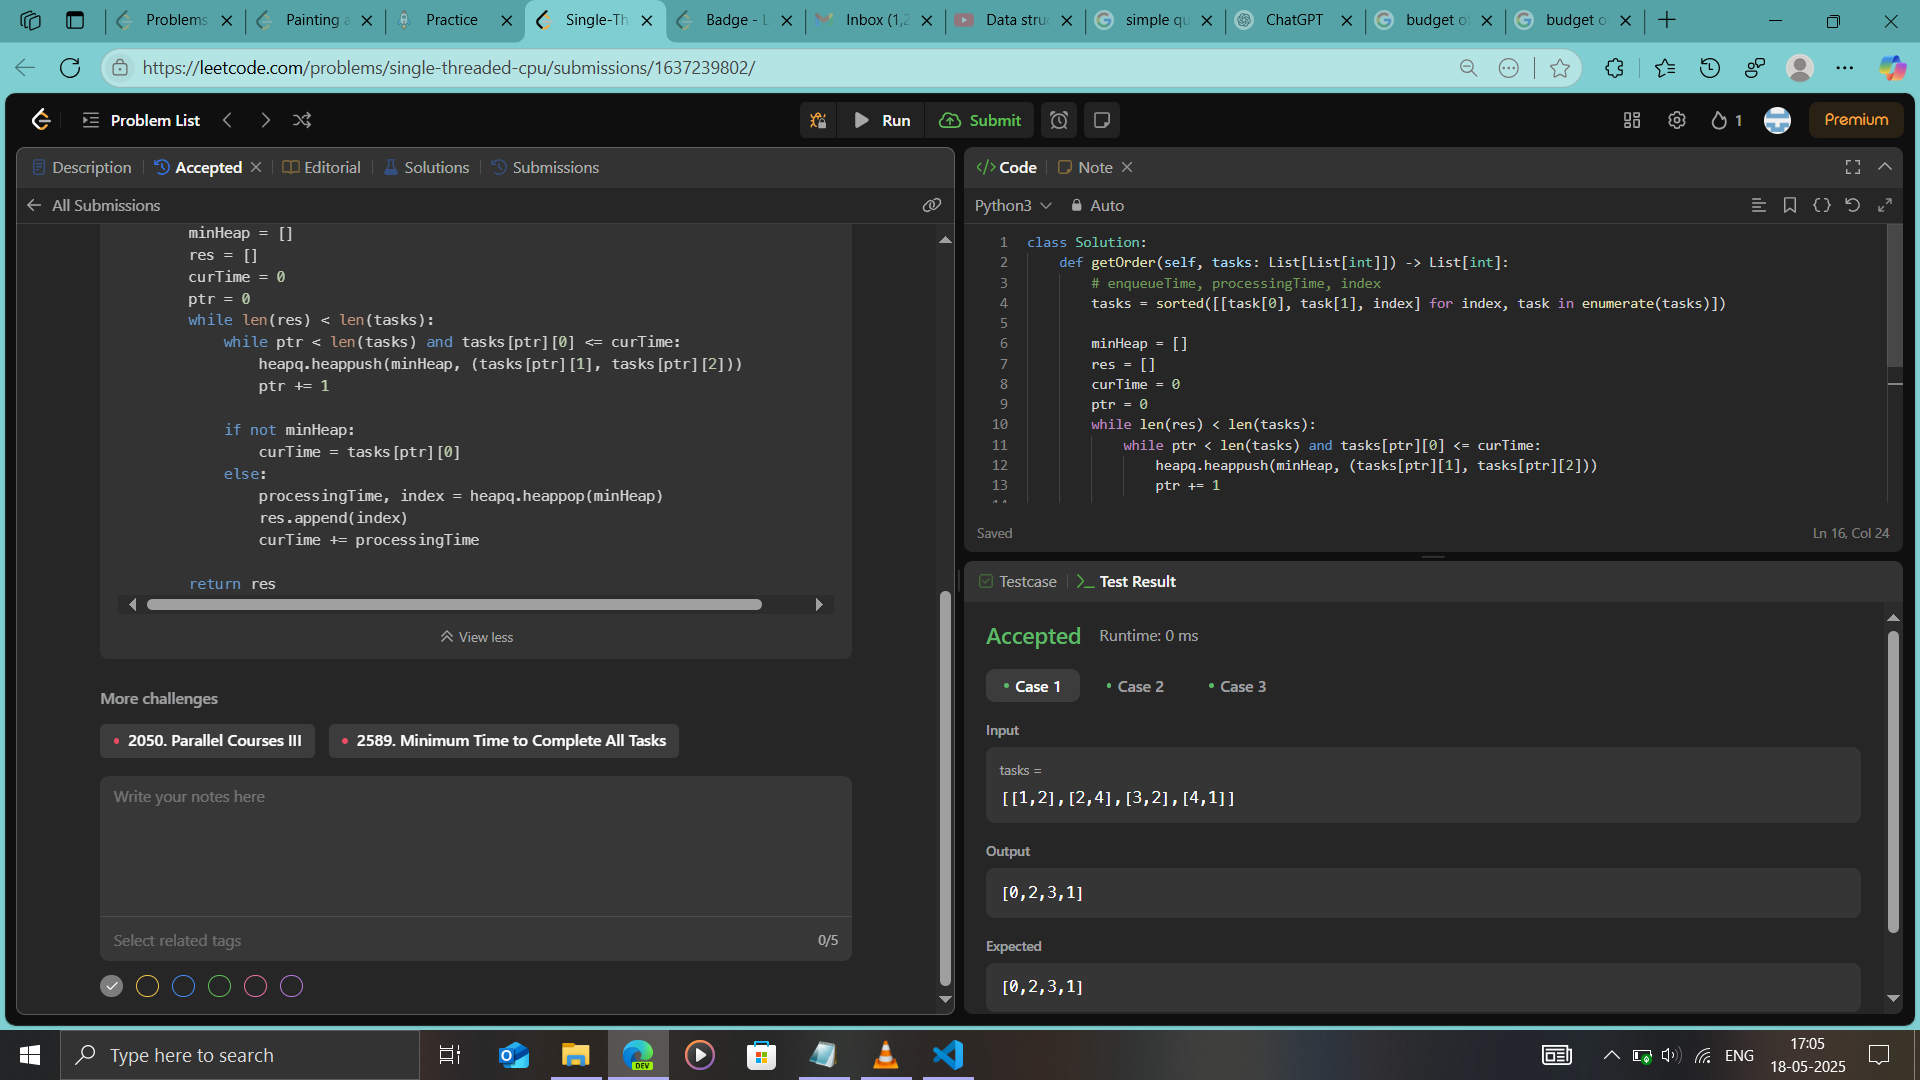 Problems
Painting a
Practice
Single-Th
Badge - L
Inbox (1,2
Data struc
simple qu
ChatGPT
budget of
budget o
https://leetcode.com/problems/single-threaded-cpu/submissions/1637239802/
Problem List
Run
Submit
1
Premium
Description
Accepted
Editorial
Solutions
Submissions
All Submissions
minHeap = []
res = []
curTime = 0
ptr = 0
while len(res) < len(tasks):
while ptr < len(tasks) and tasks[ptr][0] <= curTime:
heapq.heappush(minHeap, (tasks[ptr][1], tasks[ptr][2]))
ptr += 1
if not minHeap:
curTime = tasks[ptr][0]
else:
processingTime, index = heapq.heappop(minHeap)
res.append(index)
curTime += processingTime
return res
View less
More challenges
2050. Parallel Courses III
2589. Minimum Time to Complete All Tasks
Write your notes here
Select related tags
0/5
Code
Note
Python3
Auto
1 class Solution:
2 def getOrder(self, tasks: List[List[int]]) -> List[int]:
3 # enqueueTime, processingTime, index
4 tasks = sorted([[task[0], task[1], index] for index, task in enumerate(tasks)])
5
6 minHeap = []
7 res = []
8 curTime = 0
9 ptr = 0
10 while len(res) < len(tasks):
11 while ptr < len(tasks) and tasks[ptr][0] <= curTime:
12 heapq.heappush(minHeap, (tasks[ptr][1], tasks[ptr][2]))
13 ptr += 1
Saved
Ln 16, Col 24
Testcase
Test Result
Accepted
Runtime: 0 ms
Case 1
Case 2
Case 3
Input
tasks =
[[1,2],[2,4],[3,2],[4,1]]
Output
[0,2,3,1]
Expected
[0,2,3,1]
Type here to search
DEV
ENG
17:05
18-05-2025